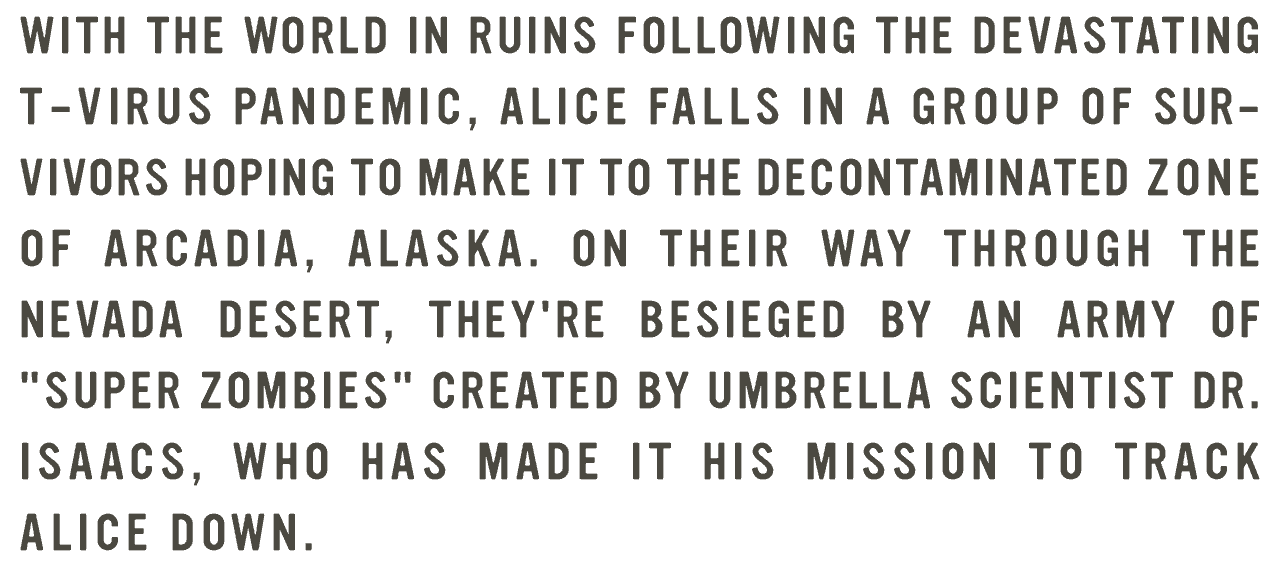 WITH THE WORLD IN RUINS FOLLOWING THE DEVASTATING
T-VIRUS PANDEMIC, ALICE FALLS IN A GROUP OF SUR-
VIVORS HOPING TO MAKE IT TO THE DECONTAMINATED ZONE
OF ARCADIA, ALASKA. ON THEIR WAY THROUGH THE
NEVADA DESERT, THEY'RE BESIEGED BY AN ARMY OF
"SUPER ZOMBIES" CREATED BY UMBRELLA SCIENTIST DR.
ISAACS, WHO HAS MADE IT HIS MISSION TO TRACK
ALICE DOWN.